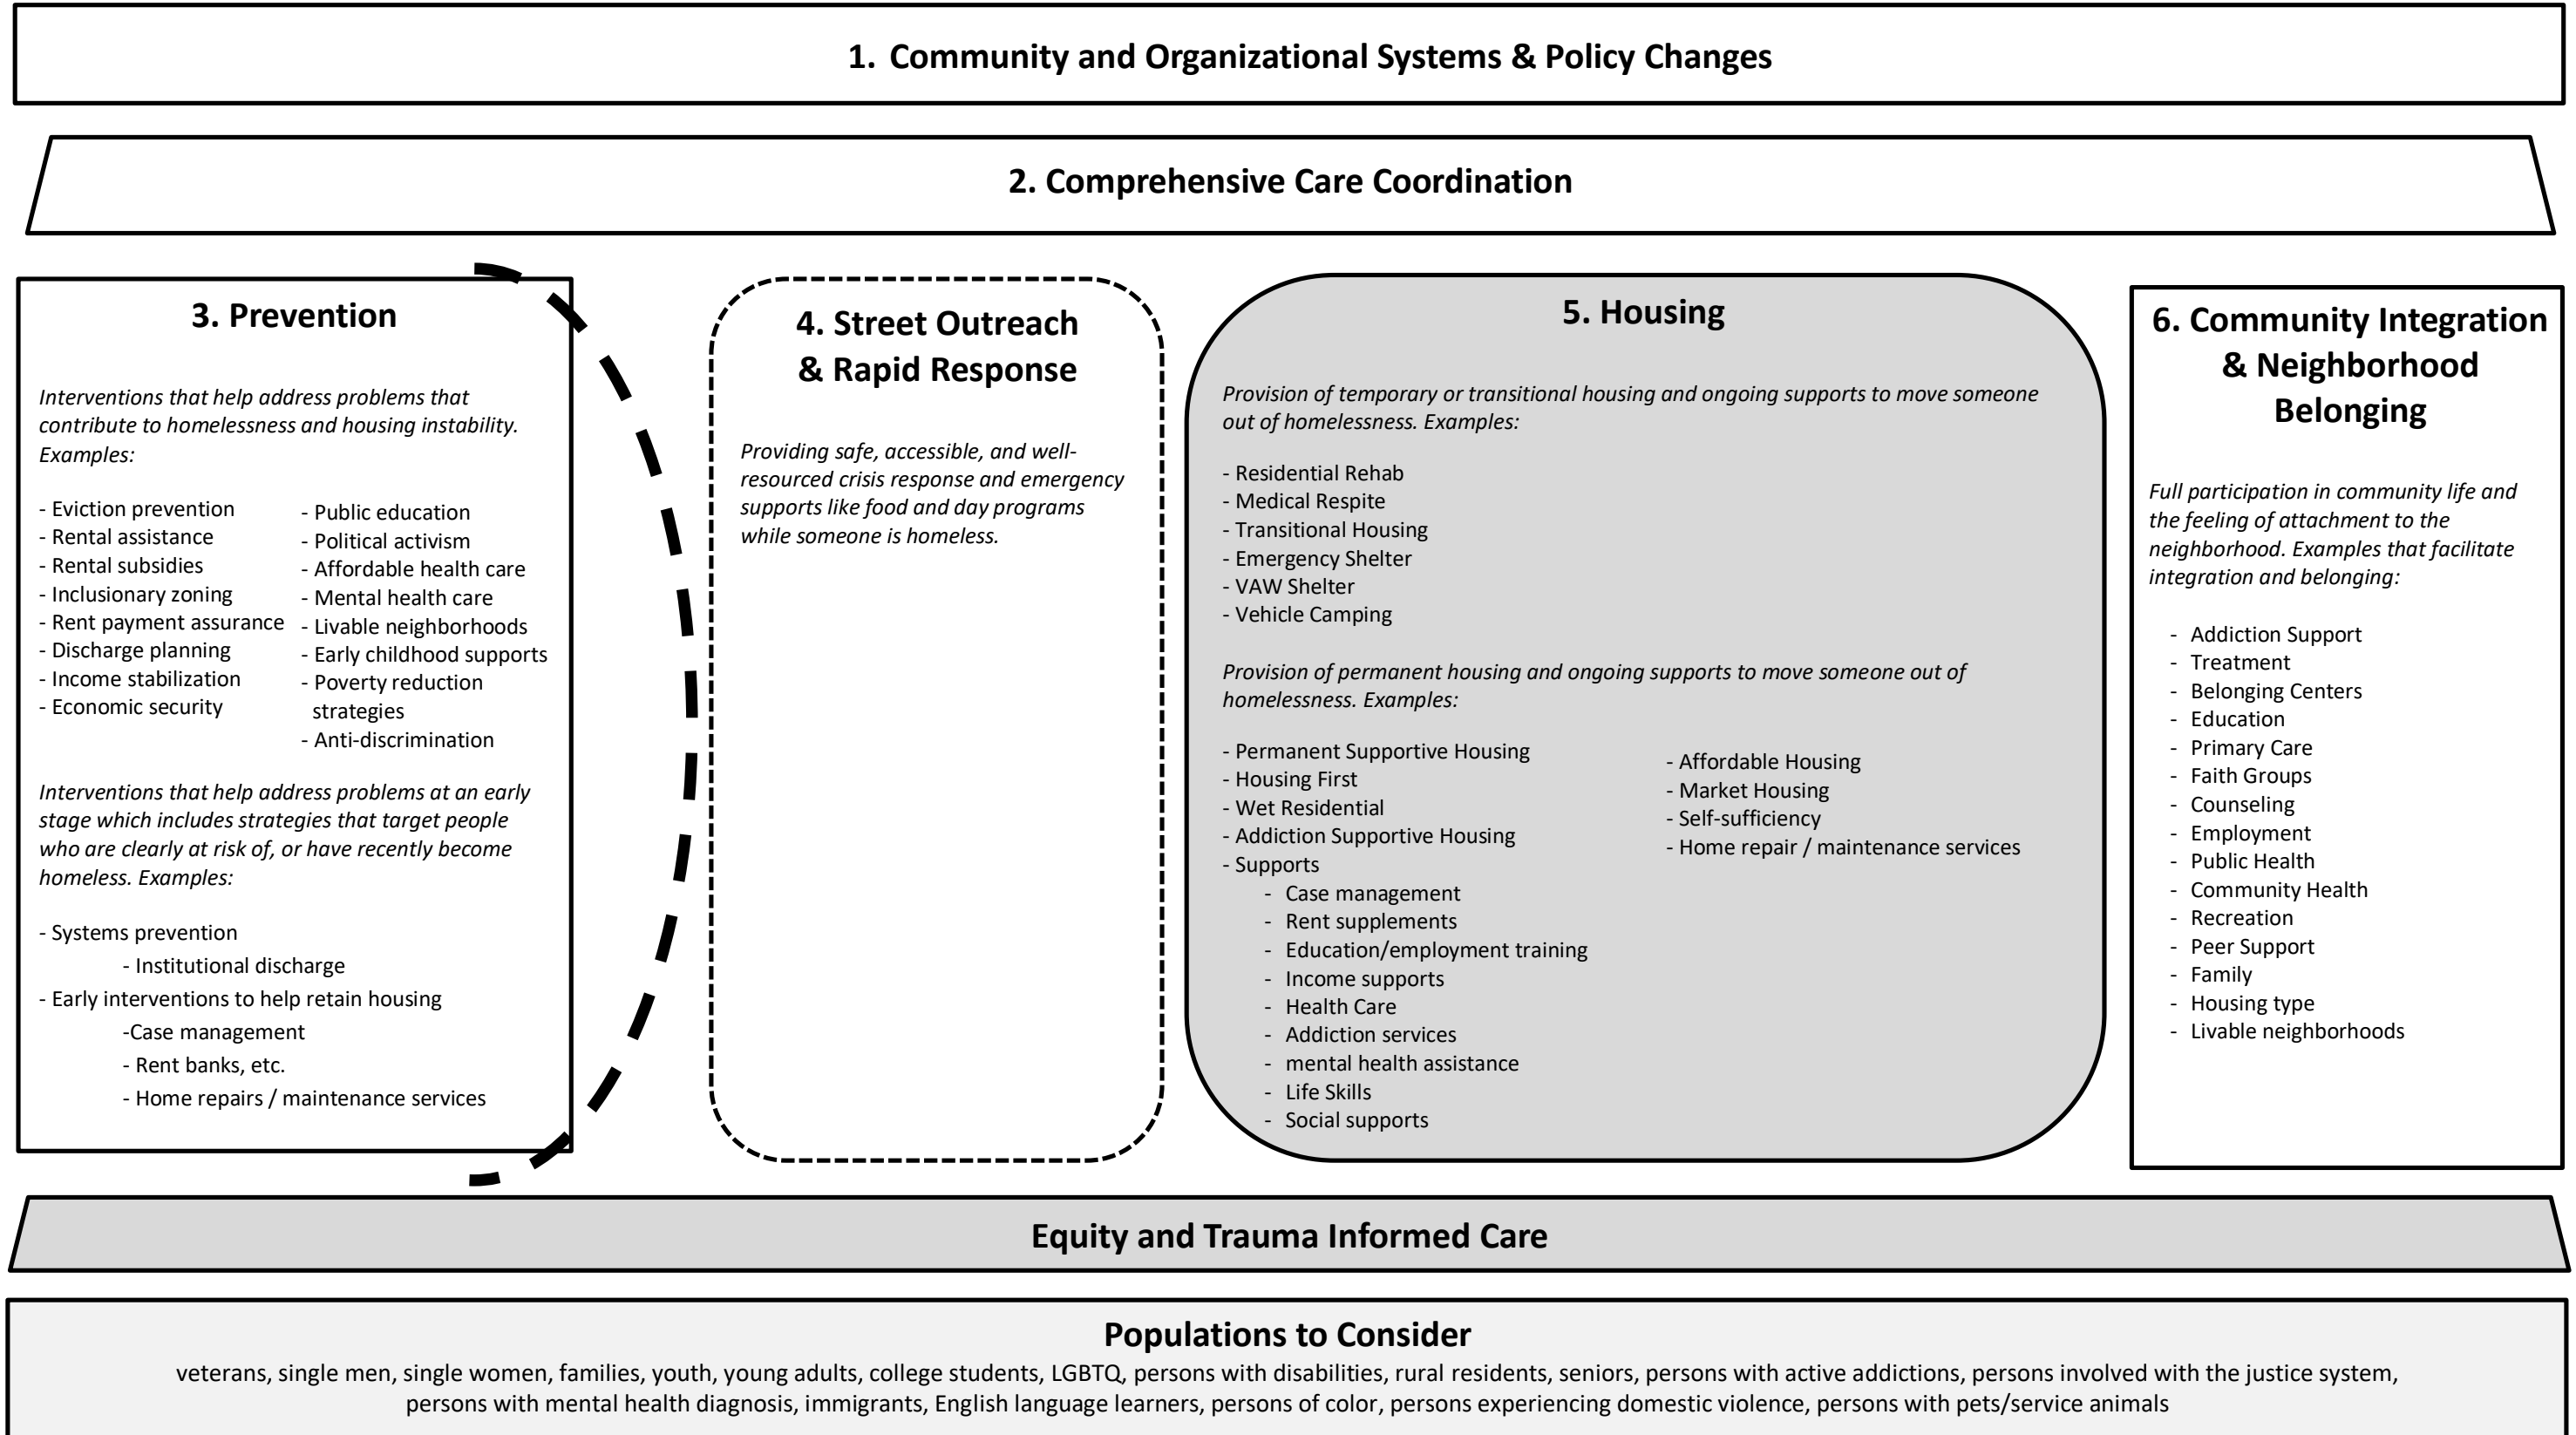 1. Community and Organizational Systems & Policy Changes
2. Comprehensive Care Coordination
3. Prevention
Interventions that help address problems that
contribute to homelessness and housing instability.
Examples:
- Eviction prevention
- Rental assistance
- Rental subsidies
- Inclusionary zoning
- Rent payment assurance
- Discharge planning
- Income stabilization
- Economic security
- Public education
- Political activism
- Affordable health care
- Mental health care
- Livable neighborhoods
- Early childhood supports
- Poverty reduction
strategies
- Anti-discrimination
Interventions that help address problems at an early
stage which includes strategies that target people
who are clearly at risk of, or have recently become
homeless. Examples:
- Systems prevention
- Institutional discharge
- Early interventions to help retain housing
-Case management
- Rent banks, etc.
- Home repairs / maintenance services
4. Street Outreach
& Rapid Response
Providing safe, accessible, and well-
resourced crisis response and emergency
supports like food and day programs
while someone is homeless.
5. Housing
Provision of temporary or transitional housing and ongoing supports to move someone
out of homelessness. Examples:
- Residential Rehab
- Medical Respite
- Transitional Housing
- Emergency Shelter
- VAW Shelter
- Vehicle Camping
Provision of permanent housing and ongoing supports to move someone out of
homelessness. Examples:
- Permanent Supportive Housing
- Housing First
- Wet Residential
- Addiction Supportive Housing
- Supports
- Case management
- Rent supplements
- Education/employment training
- Income supports
- Health Care
- Addiction services
- mental health assistance
- Life Skills
- Social supports
- Affordable Housing
- Market Housing
- Self-sufficiency
- Home repair / maintenance services
6. Community Integration
& Neighborhood
Belonging
Full participation in community life and
the feeling of attachment to the
neighborhood. Examples that facilitate
integration and belonging:
- Addiction Support
- Treatment
- Belonging Centers
- Education
- Primary Care
- Faith Groups
- Counseling
- Employment
- Public Health
- Community Health
- Recreation
- Peer Support
- Family
- Housing type
- Livable neighborhoods
Equity and Trauma Informed Care
Populations to Consider
veterans, single men, single women, families, youth, young adults, college students, LGBTQ, persons with disabilities, rural residents, seniors, persons with active addictions, persons involved with the justice system,
persons with mental health diagnosis, immigrants, English language learners, persons of color, persons experiencing domestic violence, persons with pets/service animals